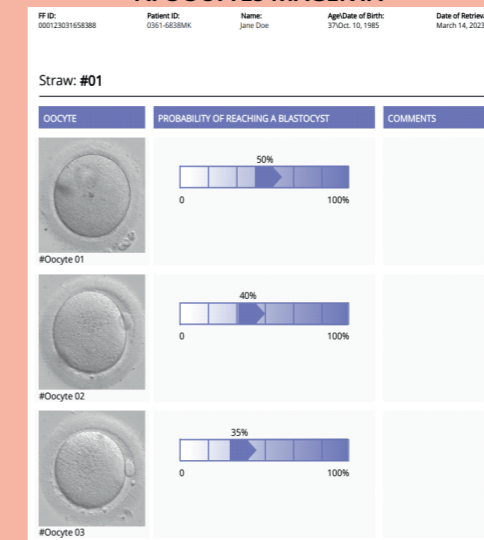 FF ID: Patient ID: Name: Age\Date of Birth: Date of
000123031658388 0361-6838MK Jane Doe 37\Oct. 10, 1985 March 14, 2023
Straw: #01
OOCYTE PROBABILITY OF REACHING A BLASTOCYST COMMENTS
50%
0 100%
#Oocyte 01
40%
0 100%
#Oocyte 02
35%
0 100%
#Oocyte 03